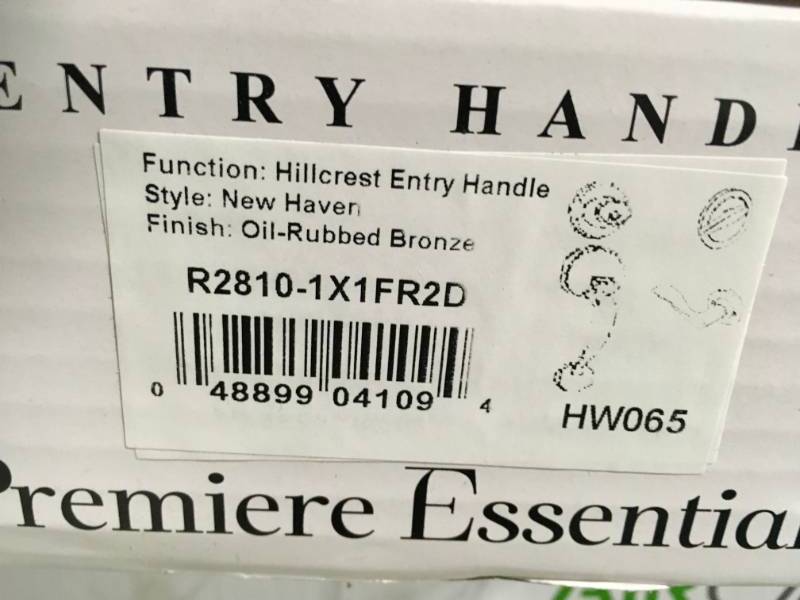 ENTRY HAND
Function: Hillcrest Entry Handle
Style: New Haven
Finish: Oil-Rubbed Bronze
R2810-1X1FR2D
0 48899 04109 4
HW065
Premiere Essential